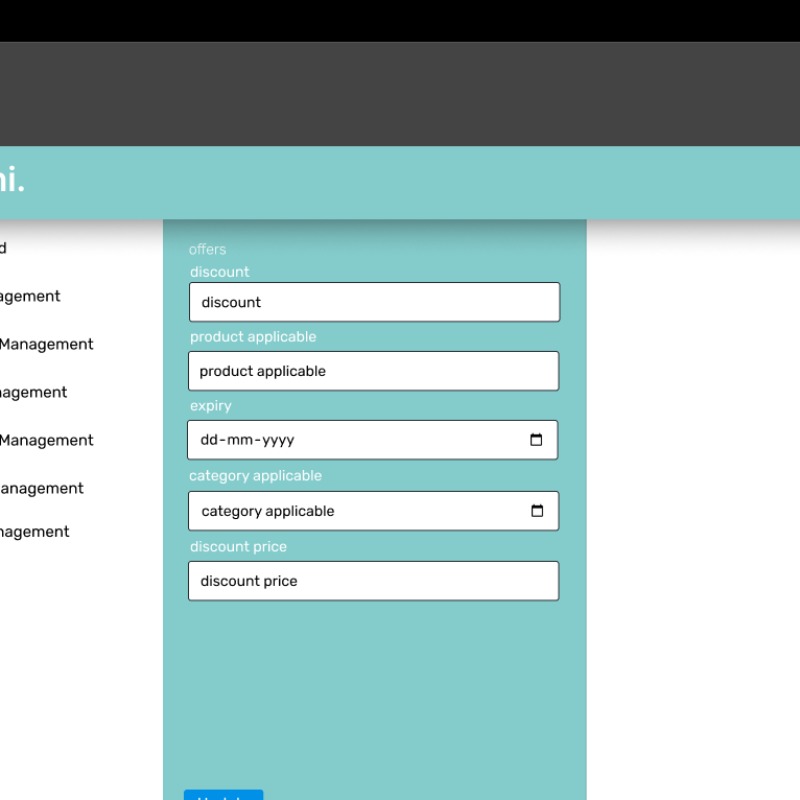 ni.
d
agement
Management
nagement
Management
anagement
nagement
offers
discount
discount
product applicable
product applicable
expiry
dd-mm-yyyy
category applicable
category applicable
discount price
discount price